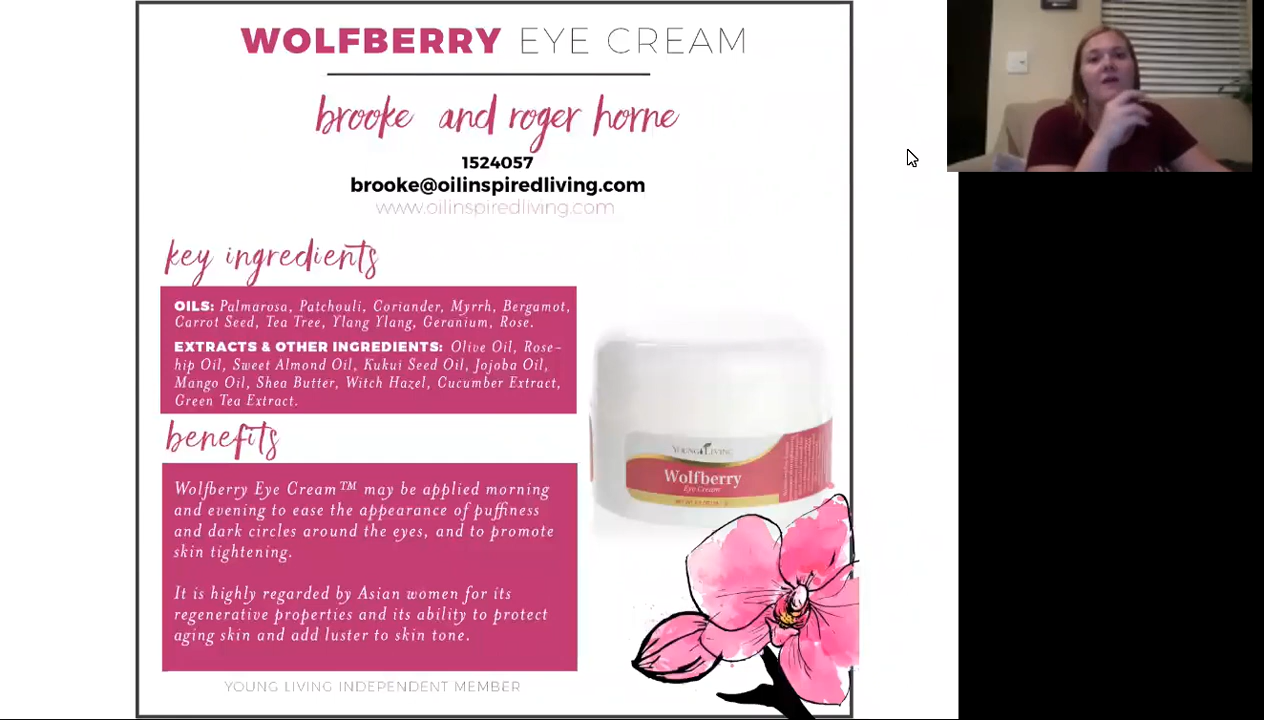 WOLFBERRY EYE CREAM
brooke and roger horne
1524057
brooke@oilinspiredliving.com
www.oilinspiredliving.com
key ingredients
OILS: Palmarosa, Patchouli, Coriander, Myrrh, Bergamot,
Carrot Seed, Tea Tree, Ylang Ylang, Geranium, Rose.
EXTRACTS & OTHER INGREDIENTS: Olive Oil, Rose-
hip Oil, Sweet Almond Oil, Kukui Seed Oil, Jojoba Oil,
Mango Oil, Shea Butter, Witch Hazel, Cucumber Extract,
Green Tea Extract.
benefits
Wolfberry Eye Cream™ may be applied morning
and evening to ease the appearance of puffiness
and dark circles around the eyes, and to promote
skin tightening.
It is highly regarded by Asian women for its
regenerative properties and its ability to protect
aging skin and add luster to skin tone.
YOUNG LIVING INDEPENDENT MEMBER
YOUNG LIVING
Wolfberry
Eye Cream